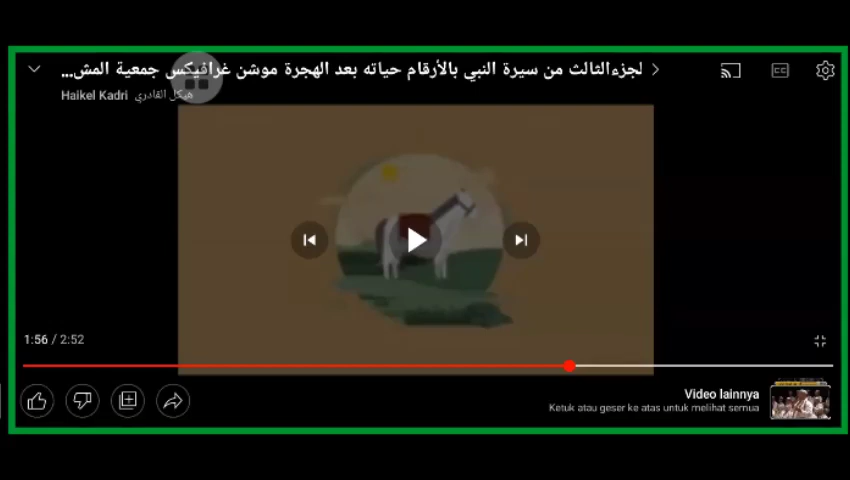 لجزءالثالث من سيرة النبي بالأرقام حياته بعد الهجرة موشن غرافيكس جمعية المش...
Haikel Kadri هيكل القادري
CC
1:56 / 2:52
Video lainnya
Ketuk atau geser ke atas untuk melihat semua